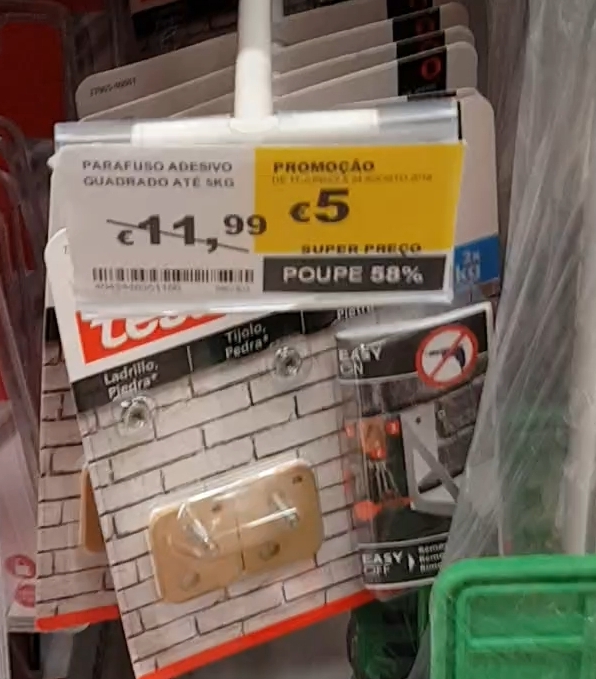 PARAFUSO ADESIVO
QUADRADO ATÉ 5KG
€11,99
PROMOÇÃO
€5
SUPER PREÇO
POUPE 58%
2x
kg
Tijolo,
Pedra*
Ladrillo,
Piedra*
EASY
ON
EASY
OFF